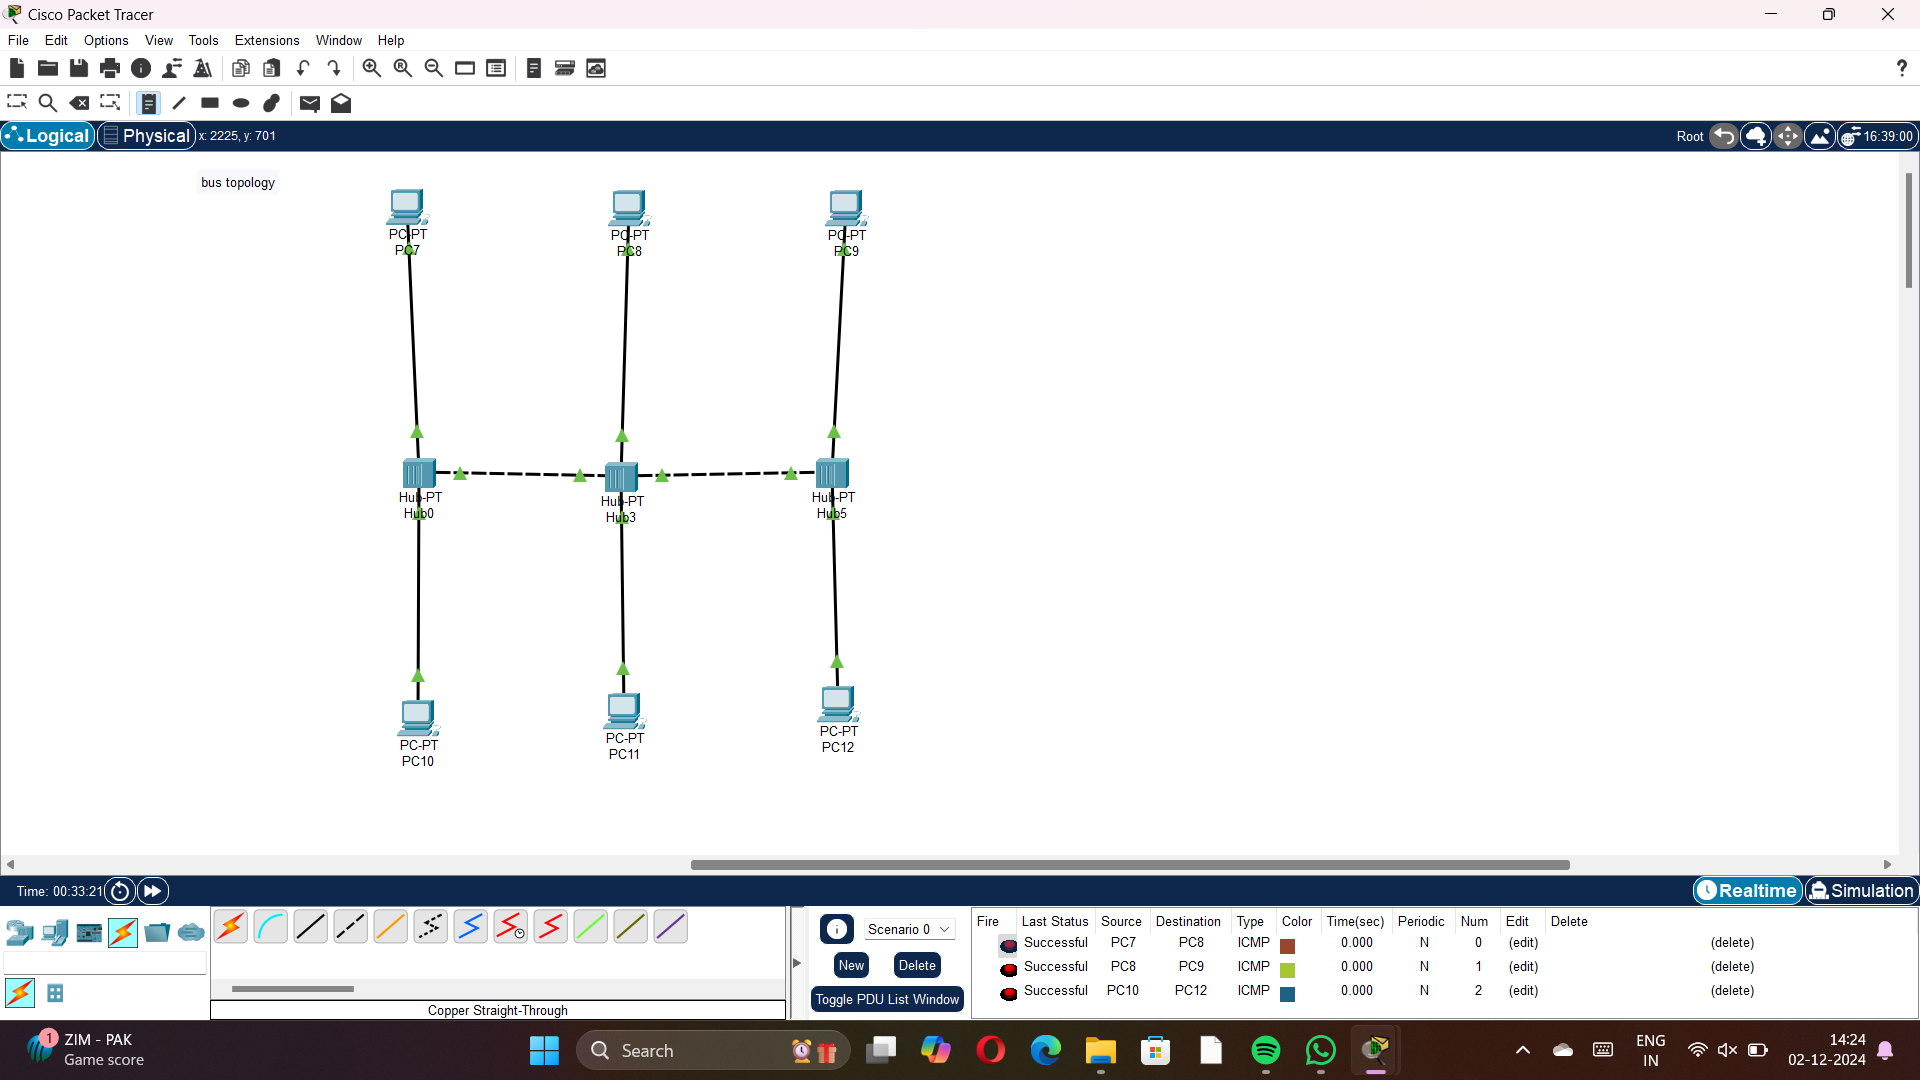 Cisco Packet Tracer
File Edit Options View Tools Extensions Window Help
?
Logical Physical x: 2225, y: 701 Root 16:39:00
bus topology
PC-PT
PC7
PC-PT
PC8
PC-PT
PC9
Hub-PT
Hub0
Hub-PT
Hub3
Hub-PT
Hub5
PC-PT
PC10
PC-PT
PC11
PC-PT
PC12
Time: 00:33:21 Realtime Simulation
Scenario 0
New Delete
Toggle PDU List Window
Copper Straight-Through
Fire Last Status Source Destination Type Color Time(sec) Periodic Num Edit Delete
Successful PC7 PC8 ICMP 0.000 N 0 (edit) (delete)
Successful PC8 PC9 ICMP 0.000 N 1 (edit) (delete)
Successful PC10 PC12 ICMP 0.000 N 2 (edit) (delete)
1
ZIM - PAK
Game score
Search
ENG
IN
14:24
02-12-2024